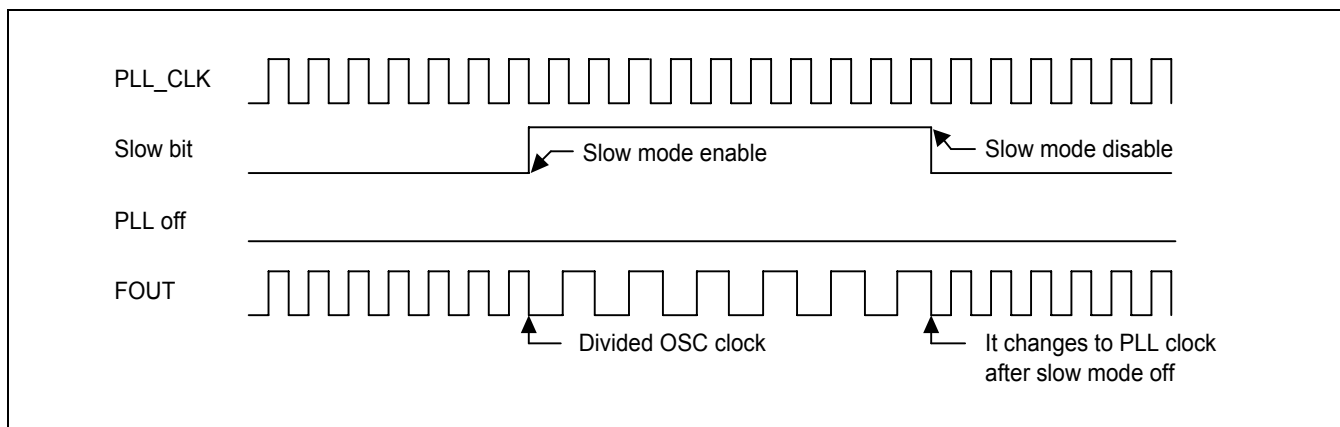 PLL_CLK
Slow bit
Slow mode enable
Slow mode disable
PLL off
FOUT
Divided OSC clock
It changes to PLL clock
after slow mode off